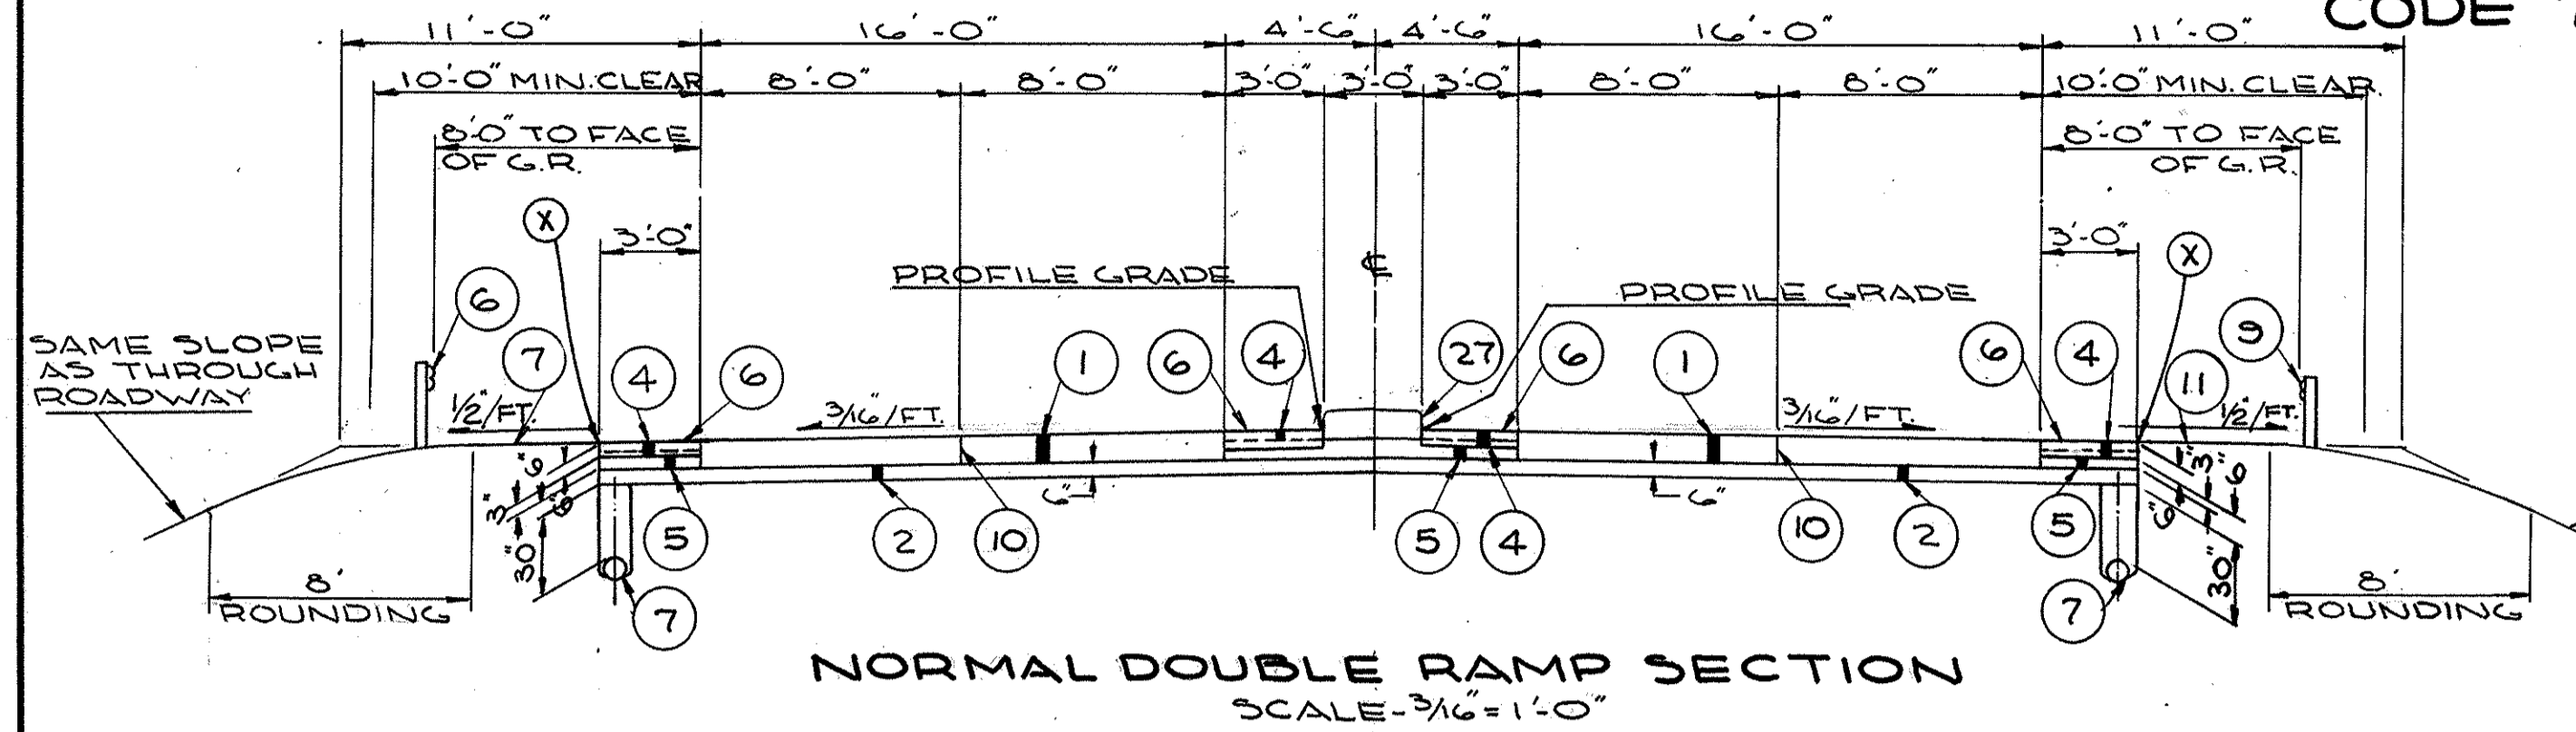 CODE
11'-0" 16'-0" 4'-6" 4'-6" 16'-0" 11'-0"
10'-0" MIN. CLEAR 8'-0" 8'-0" 3'-0" 3'-0" 3'-0" 8'-0" 8'-0" 10'-0" MIN. CLEAR.
8'-0" TO FACE
OF G.R.
8'-0" TO FACE
OF G.R.
X 3'-0" 3'-0" X
PROFILE GRADE ℄ PROFILE GRADE
SAME SLOPE
AS THROUGH
ROADWAY
6 7 4 6 1 6 4 27 6 1 6 4 11 9
1/2"/FT. 3/16"/FT. 3/16"/FT. 1/2"/FT.
6" 3" 6" 30" 6" 6" 3" 6" 6" 30"
5 2 10 5 4 10 2 5
7 7
8'
ROUNDING
8'
ROUNDING
NORMAL DOUBLE RAMP SECTION
SCALE-3/16"=1'-0"